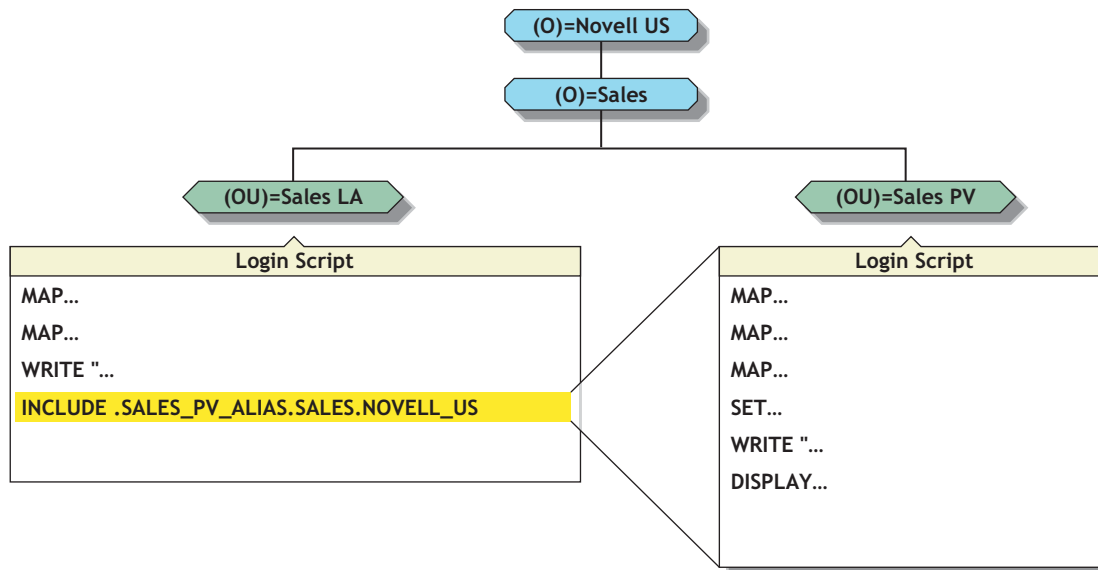 (O)=Novell US
(O)=Sales
(OU)=Sales LA
(OU)=Sales PV
Login Script
MAP...
MAP...
WRITE "...
INCLUDE .SALES_PV_ALIAS.SALES.NOVELL_US
Login Script
MAP...
MAP...
MAP...
SET...
WRITE "...
DISPLAY...